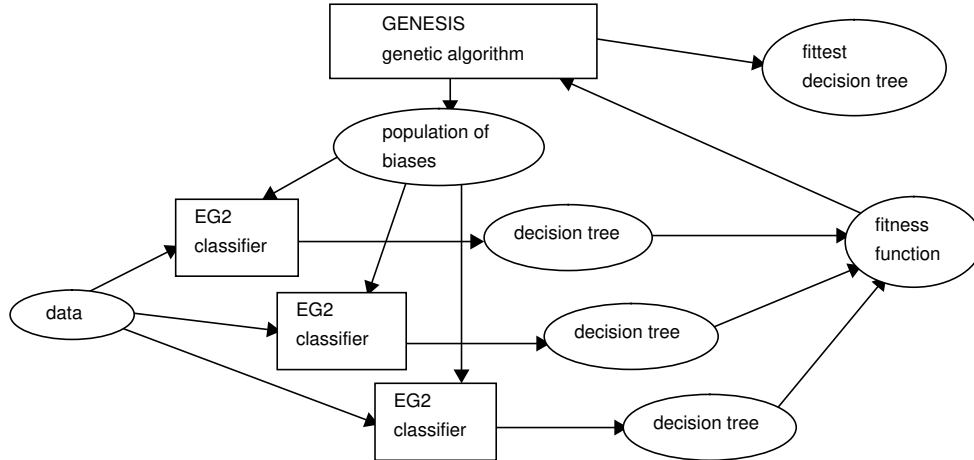 GENESIS
genetic algorithm
fittest
decision tree
population of
biases
EG2
classifier
decision tree
fitness
function
data
EG2
classifier
decision tree
EG2
classifier
decision tree